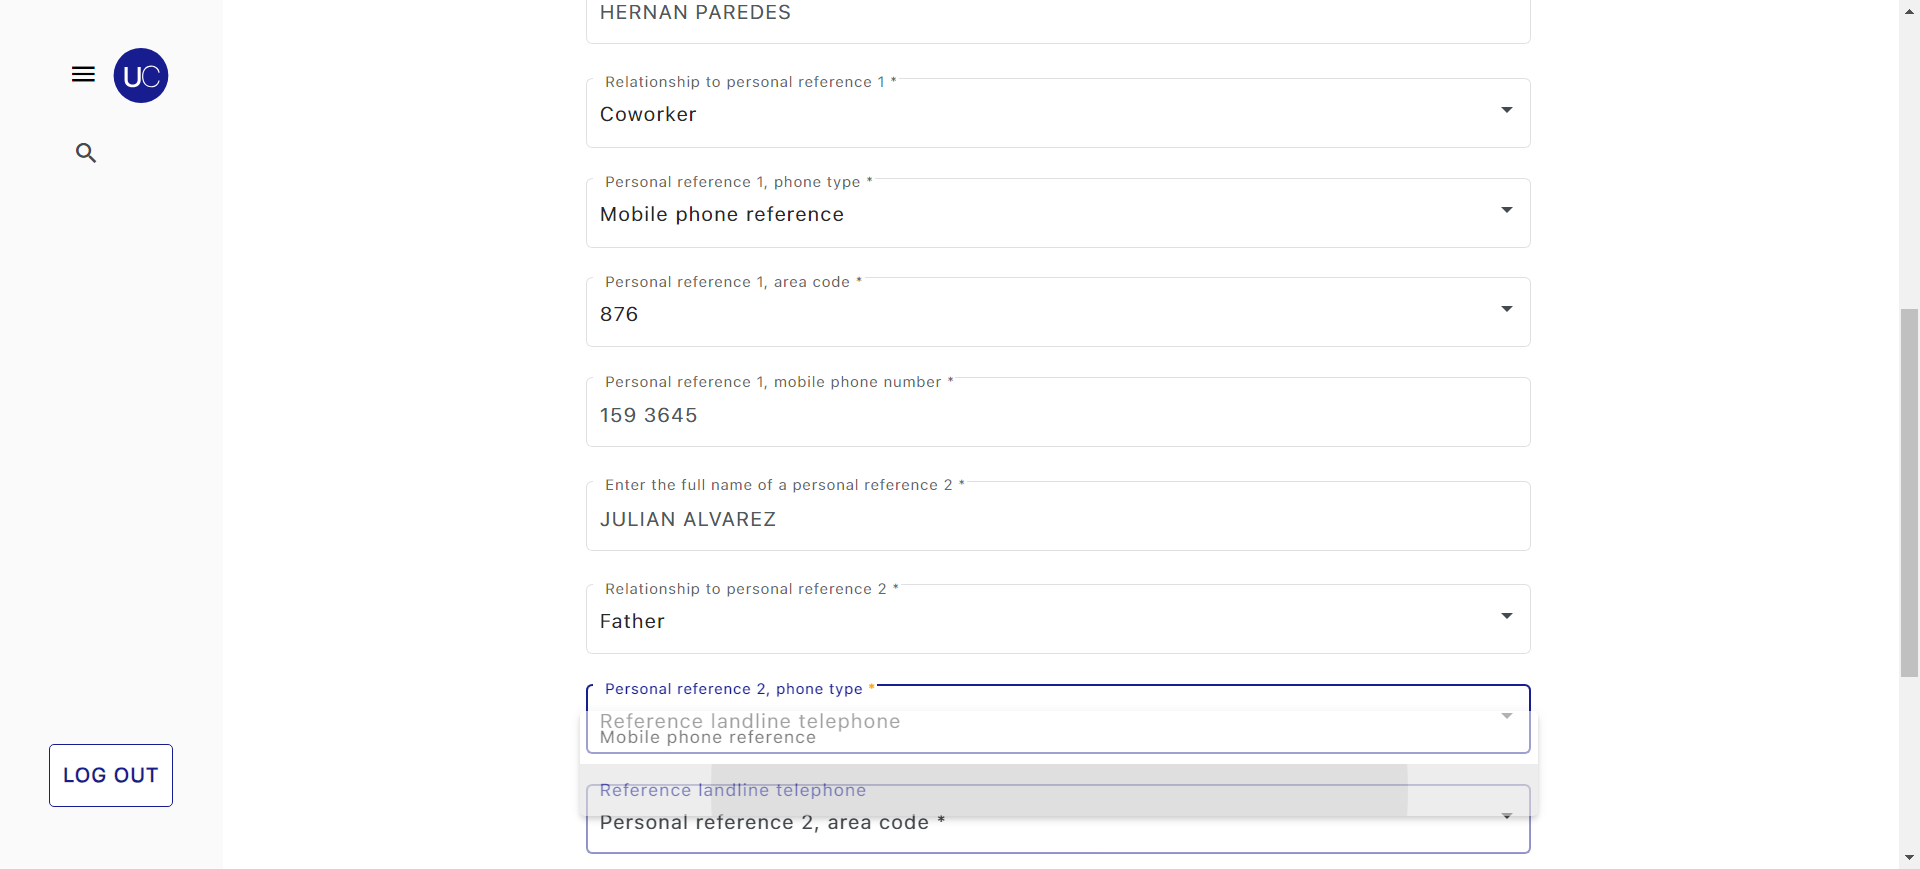 HERNAN PAREDES
UC
Relationship to personal reference 1 *
Coworker
Personal reference 1, phone type *
Mobile phone reference
Personal reference 1, area code *
876
Personal reference 1, mobile phone number *
159 3645
Enter the full name of a personal reference 2 *
JULIAN ALVAREZ
Relationship to personal reference 2 *
Father
Personal reference 2, phone type *
Reference landline telephone
Mobile phone reference
Reference landline telephone
Personal reference 2, area code *
LOG OUT